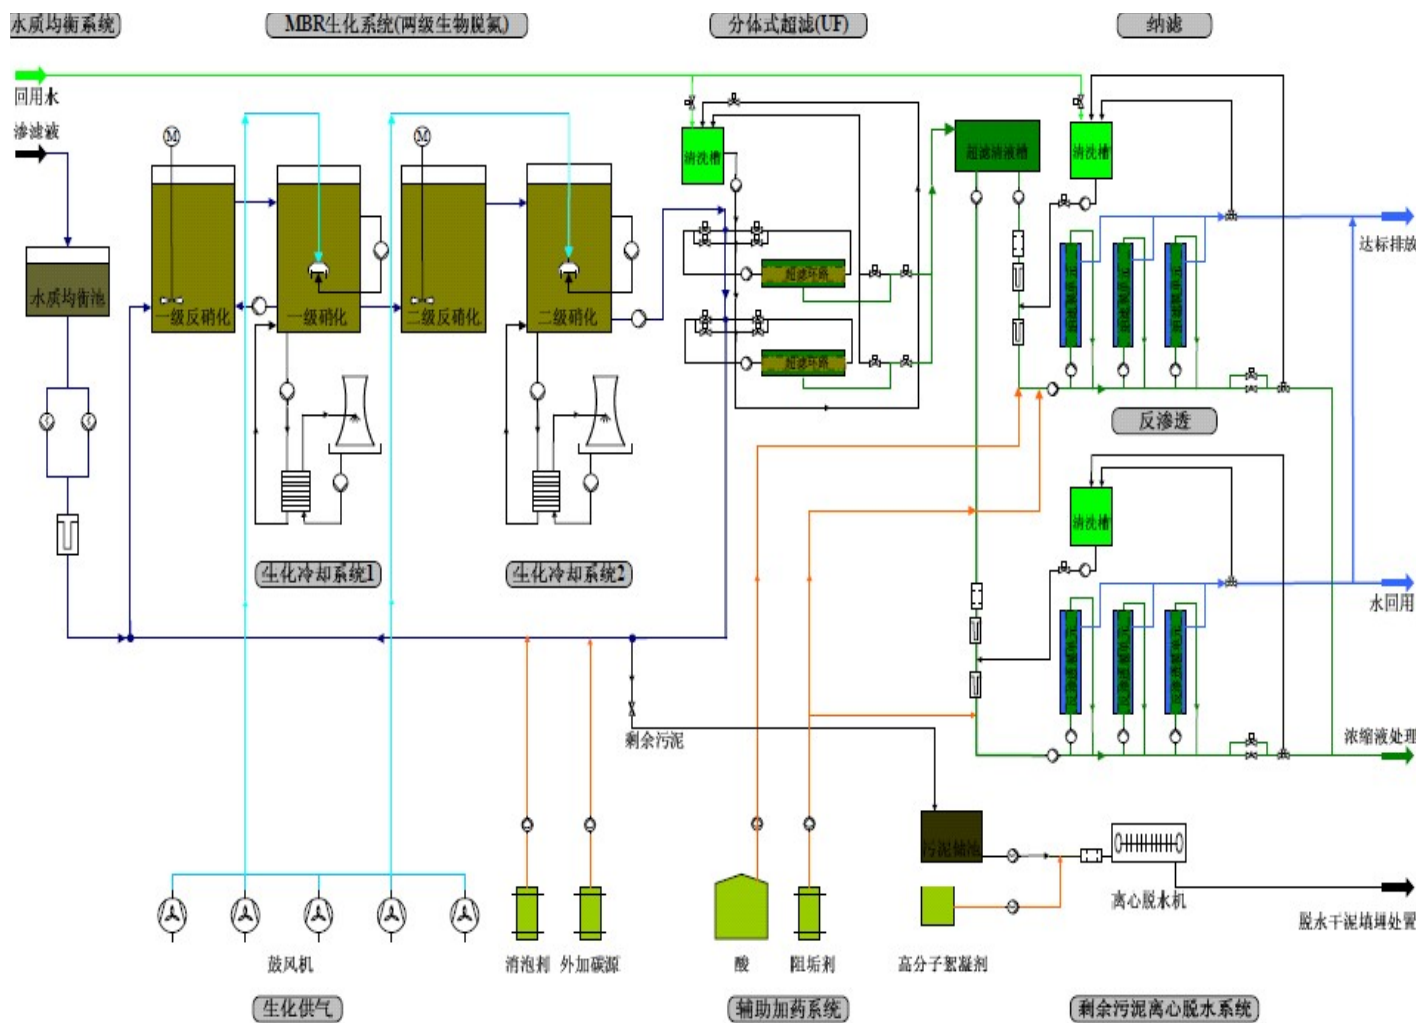 水质均衡系统
MBR生化系统(两级生物脱氮)
分体式超滤(UF)
纳滤
回用水
渗滤液
M
M
清洗槽
超滤清液槽
清洗槽
达标排放
水质均衡池
一级反硝化
一级硝化
二级反硝化
二级硝化
超滤环路
超滤环路
反渗透
清洗槽
生化冷却系统1
生化冷却系统2
水回用
剩余污泥
浓缩液处理
污泥储池
离心脱水机
脱水干泥填埋处置
鼓风机
消泡剂
外加碳源
酸
阻垢剂
高分子絮凝剂
生化供气
辅助加药系统
剩余污泥离心脱水系统